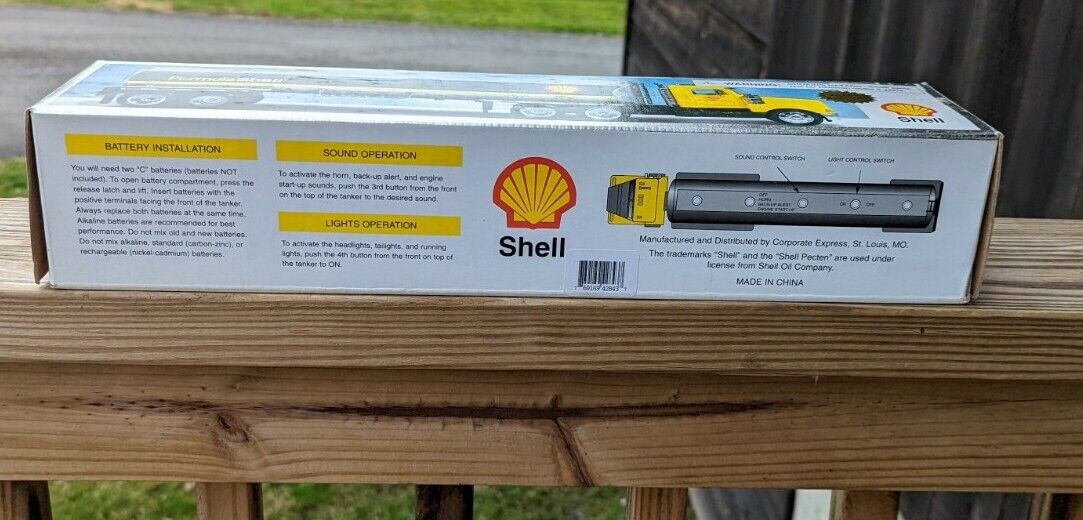 Formula Shell
WARNING:
Shell
BATTERY INSTALLATION
You will need two "C" batteries (batteries NOT
included). To open battery compartment, press the
release latch and lift. Insert batteries with the
positive terminals facing the front of the tanker.
Always replace both batteries at the same time.
Alkaline batteries are recommended for best
performance. Do not mix old and new batteries.
Do not mix alkaline, standard (carbon-zinc), or
rechargeable (nickel-cadmium) batteries.
SOUND OPERATION
To activate the horn, back-up alert, and engine
start-up sounds, push the 3rd button from the front
on the top of the tanker to the desired sound.
LIGHTS OPERATION
To activate the headlights, taillights, and running
lights, push the 4th button from the front on top of
the tanker to ON.
Shell
SOUND CONTROL SWITCH
LIGHT CONTROL SWITCH
OFF
HORN
BACK-UP ALERT
ENGINE START-UP
ON
OFF
Manufactured and Distributed by Corporate Express, St. Louis, MO.
The trademarks "Shell" and the "Shell Pecten" are used under
license from Shell Oil Company.
MADE IN CHINA